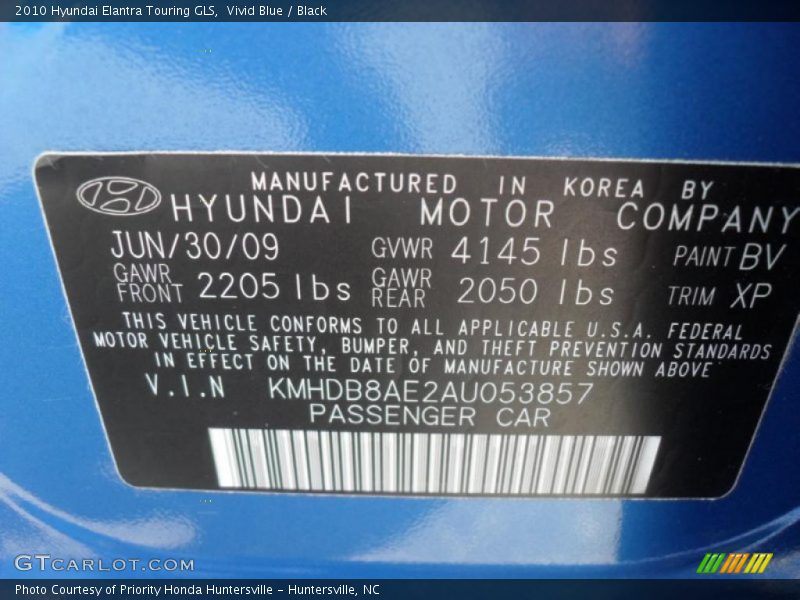 2010 Hyundai Elantra Touring GLS, Vivid Blue / Black
MANUFACTURED IN KOREA BY
HYUNDAI MOTOR COMPANY
JUN/30/09 GVWR 4145 lbs PAINT BV
GAWR FRONT 2205 lbs GAWR REAR 2050 lbs TRIM XP
THIS VEHICLE CONFORMS TO ALL APPLICABLE U.S.A. FEDERAL
MOTOR VEHICLE SAFETY, BUMPER, AND THEFT PREVENTION STANDARDS
IN EFFECT ON THE DATE OF MANUFACTURE SHOWN ABOVE
V.I.N KMHDB8AE2AU053857
PASSENGER CAR
GTCARLOT.COM
Photo Courtesy of Priority Honda Huntersville - Huntersville, NC